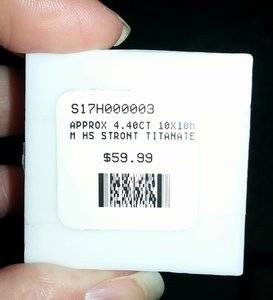 S17H000003
APPROX 4.40CT 10X10M
M HS STRONT TITANATE
$59.99